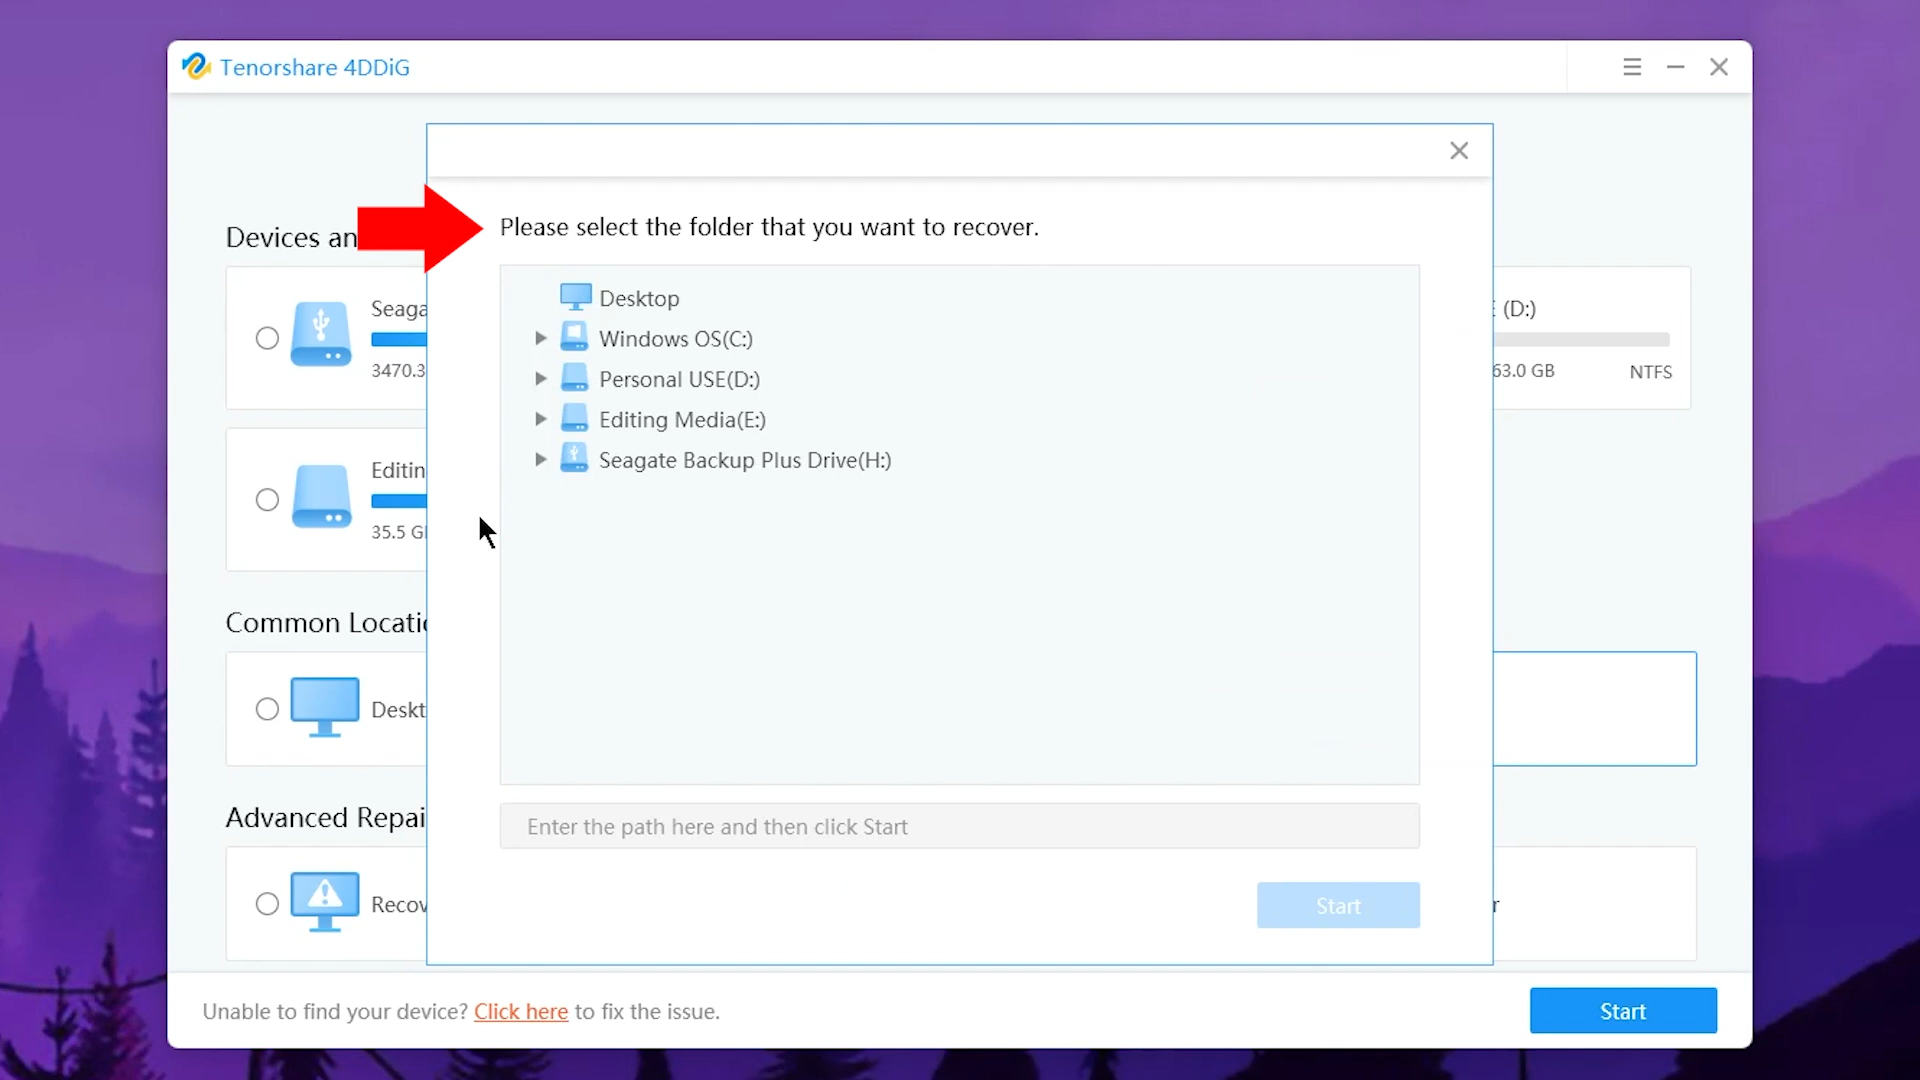 Tenorshare 4DDiG
Please select the folder that you want to recover.
Devices an
Desktop
Windows OS(C:)
Personal USE(D:)
Editing Media(E:)
Seagate Backup Plus Drive(H:)
Seaga
3470.3
(D:)
63.0 GB
NTFS
Editin
35.5 G
Common Locatio
Deskt
Enter the path here and then click Start
Advanced Repai
Recov
Start
r
Unable to find your device? Click here to fix the issue.
Start